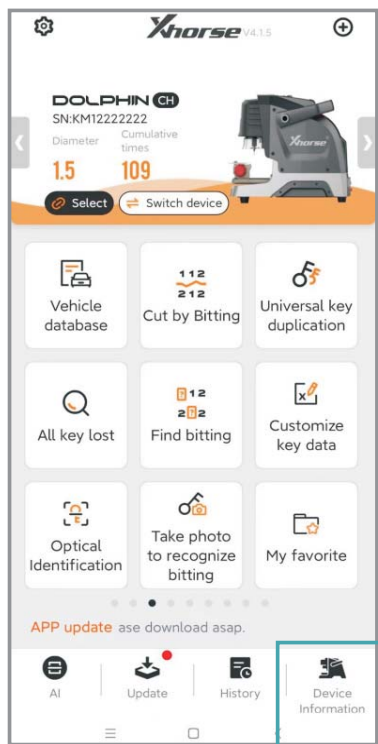 Xhorse V4.1.5
DOLPHIN CH
SN:KM12222222
Diameter
Cumulative
times
1.5
109
Select
Switch device
Xhorse
Vehicle
database
112
212
Cut by Bitting
Universal key
duplication
All key lost
?12
2?2
Find bitting
x
Customize
key data
Optical
Identification
Take photo
to recognize
bitting
My favorite
APP update ase download asap.
AI
Update
History
Device
Information